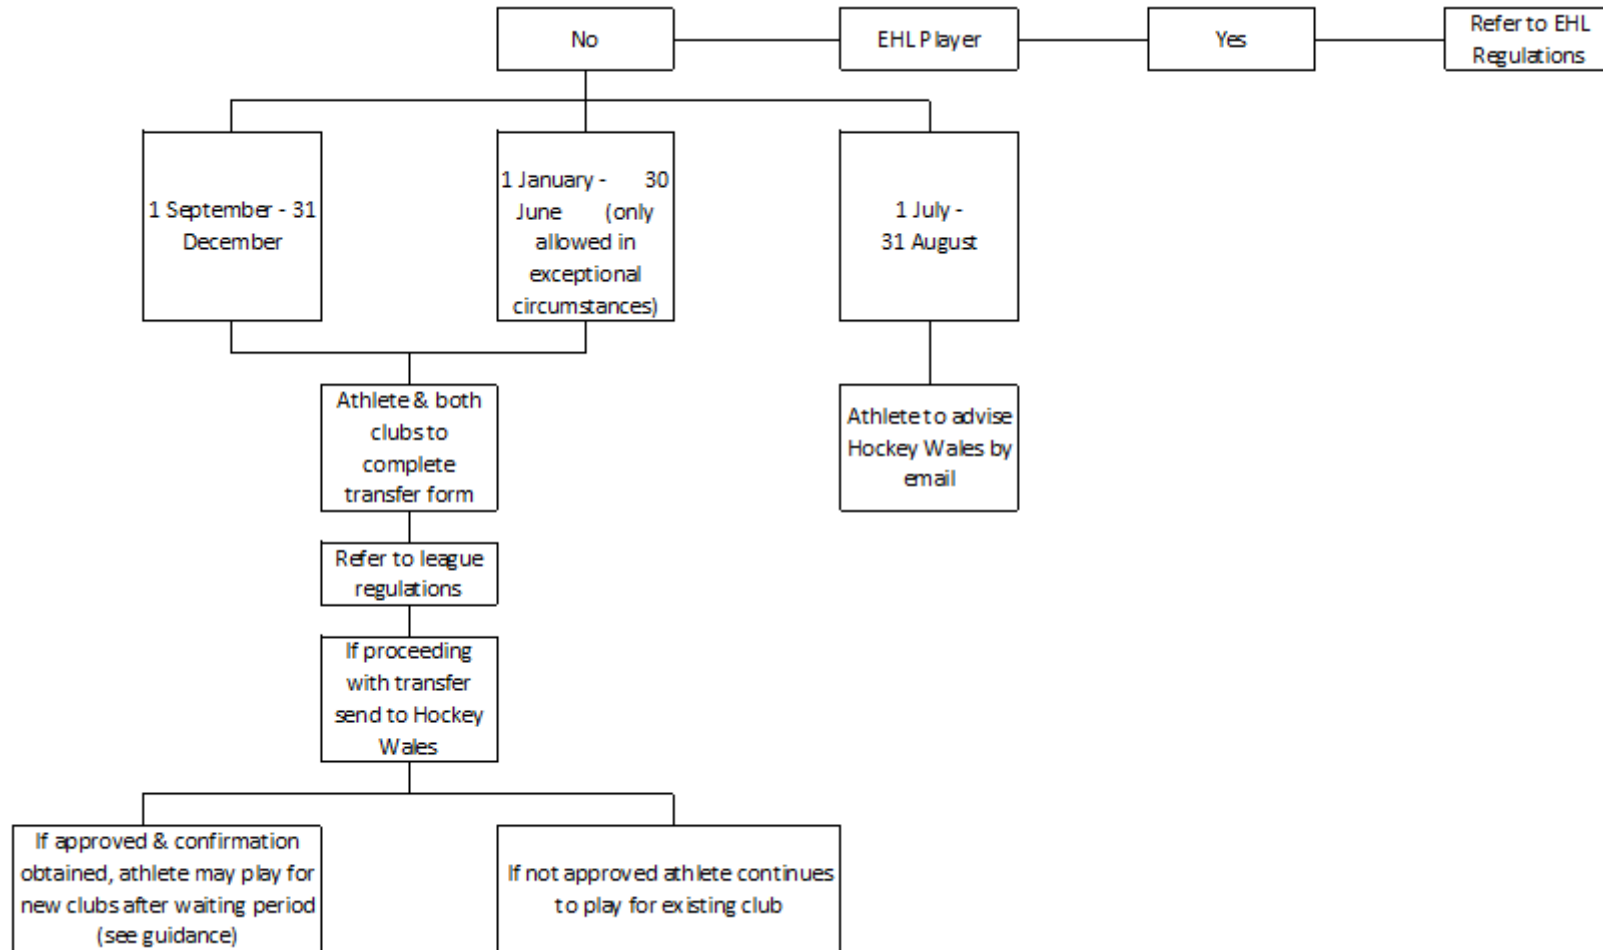 No
EHL Player
Yes
Refer to EHL
Regulations
1 September - 31
December
1 January - 30
June (only
allowed in
exceptional
circumstances)
1 July -
31 August
Athlete & both
clubs to
complete
transfer form
Athlete to advise
Hockey Wales by
email
Refer to league
regulations
If proceeding
with transfer
send to Hockey
Wales
If approved & confirmation
obtained, athlete may play for
new clubs after waiting period
(see guidance)
If not approved athlete continues
to play for existing club